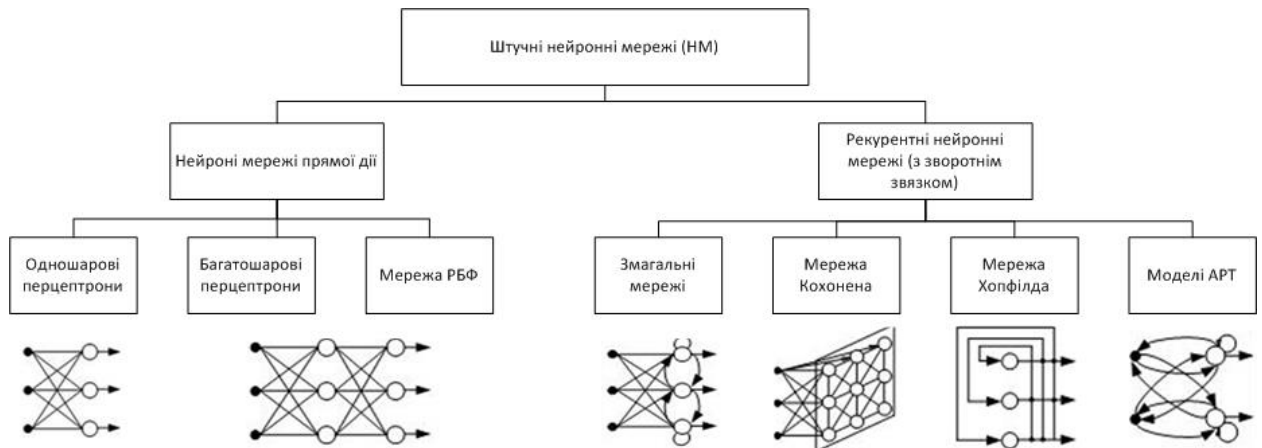 Штучні нейронні мережі (НМ)
Нейроні мережі прямої дії
Рекурентні нейронні
мережі (з зворотнім
звязком)
Одношарові
перцептрони
Багатошарові
перцептрони
Мережа РБФ
Змагальні
мережі
Мережа
Кохонена
Мережа
Хопфілда
Моделі АРТ